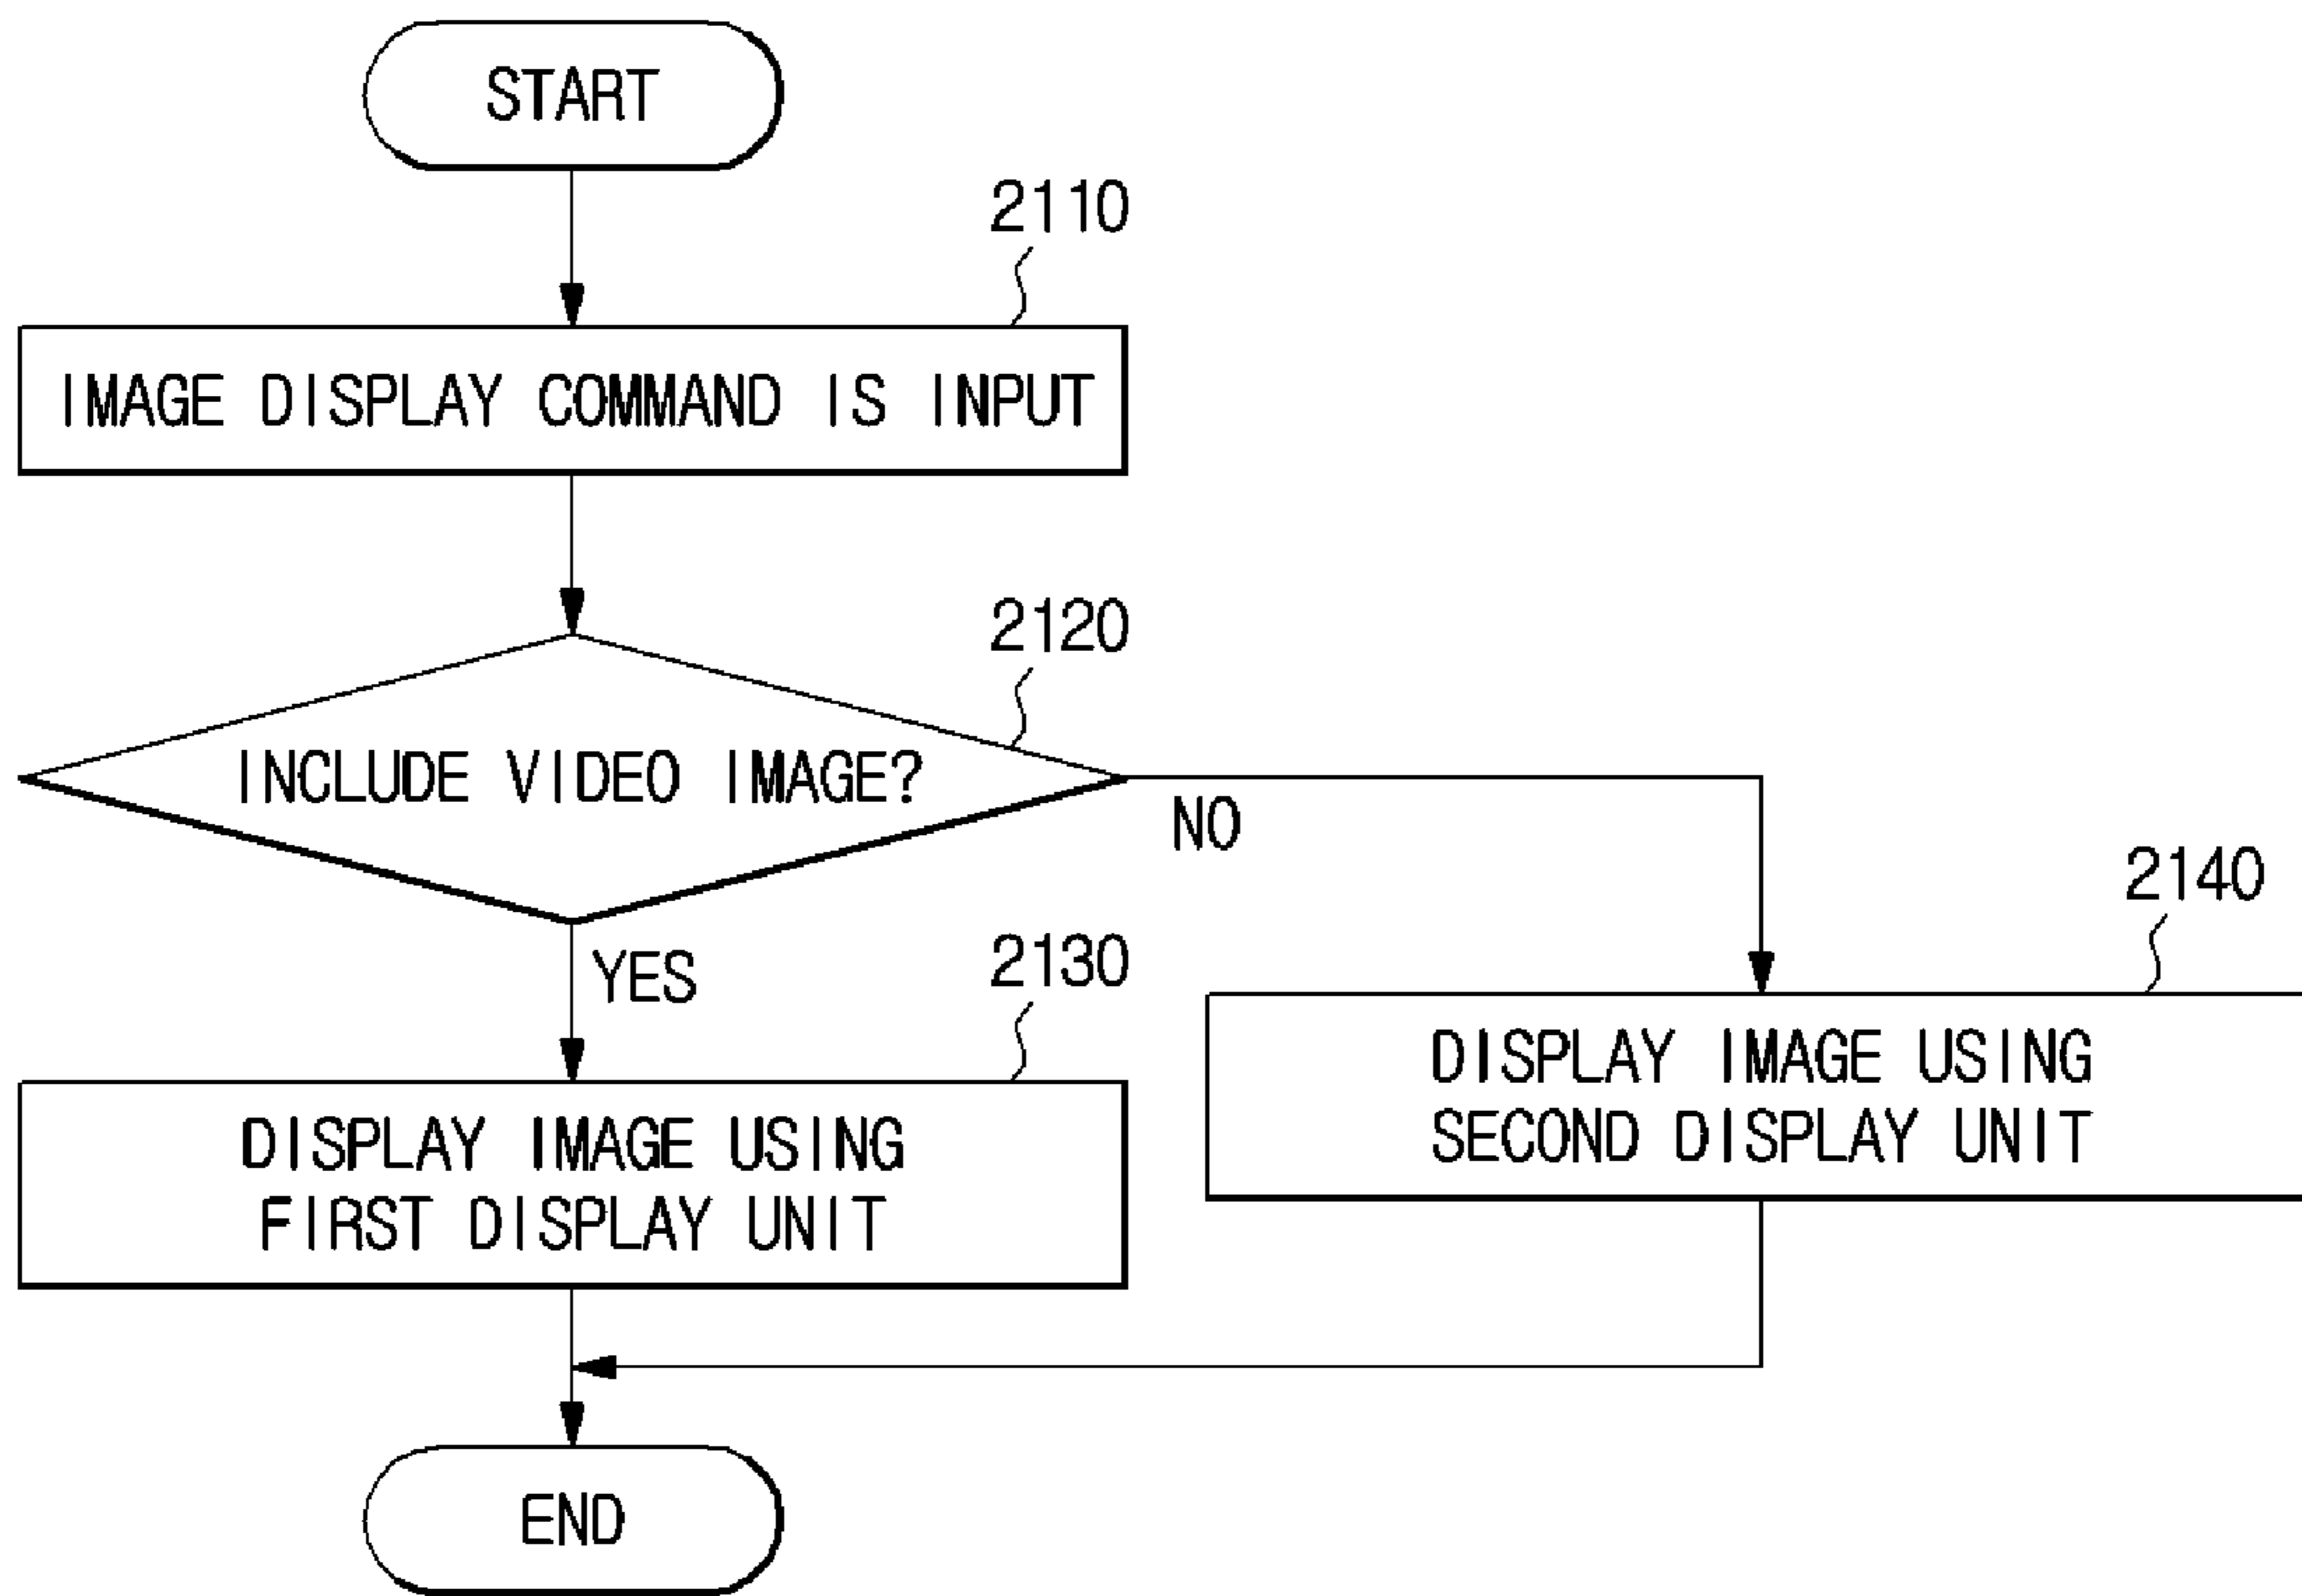 START
2110
IMAGE DISPLAY COMMAND IS INPUT
2120
INCLUDE VIDEO IMAGE?
NO
YES
2130
2140
DISPLAY IMAGE USING
FIRST DISPLAY UNIT
DISPLAY IMAGE USING
SECOND DISPLAY UNIT
END